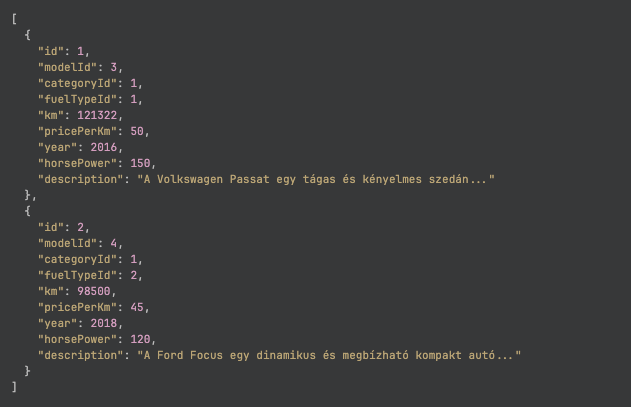 [
  {
    "id": 1,
    "modelId": 3,
    "categoryId": 1,
    "fuelTypeId": 1,
    "km": 121322,
    "pricePerKm": 50,
    "year": 2016,
    "horsePower": 150,
    "description": "A Volkswagen Passat egy tágas és kényelmes szedán..."
  },
  {
    "id": 2,
    "modelId": 4,
    "categoryId": 1,
    "fuelTypeId": 2,
    "km": 98500,
    "pricePerKm": 45,
    "year": 2018,
    "horsePower": 120,
    "description": "A Ford Focus egy dinamikus és megbízható kompakt autó..."
  }
]